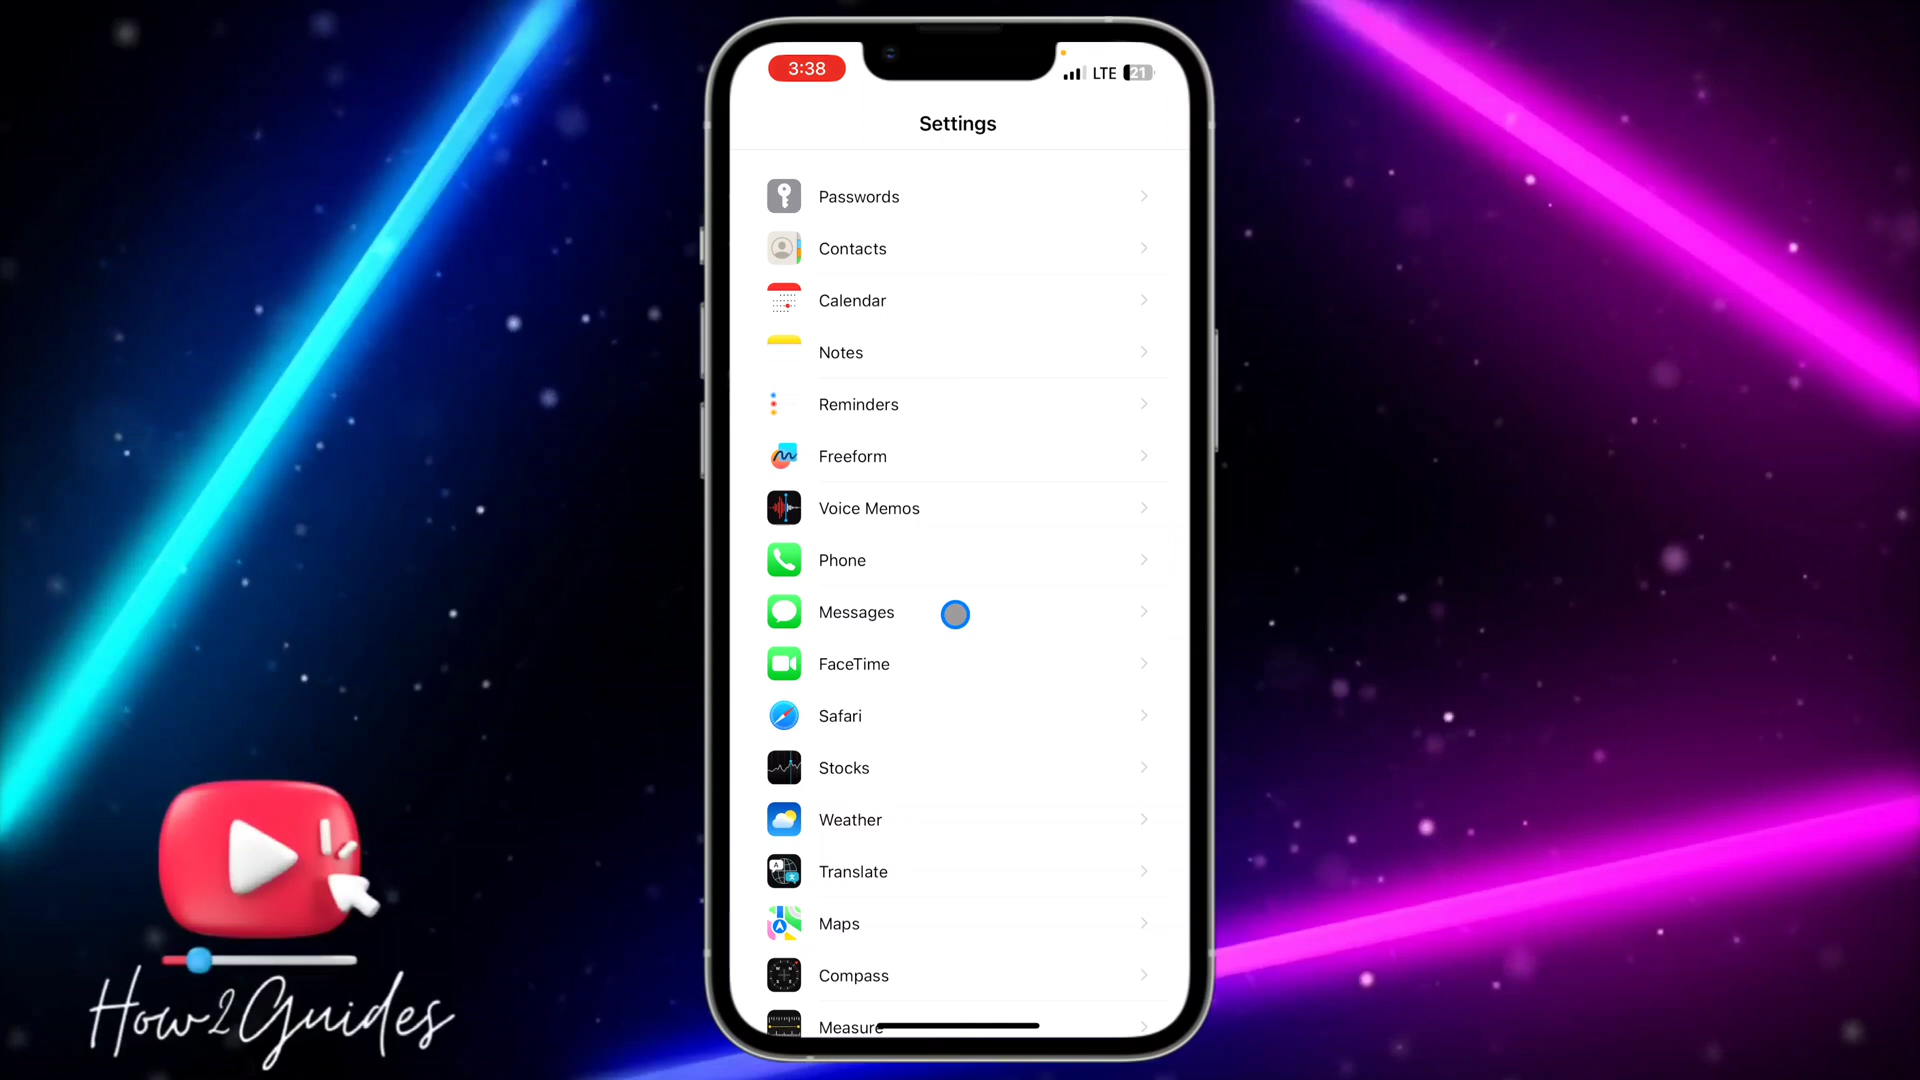 3:38
LTE 21
Settings
Passwords
Contacts
Calendar
Notes
Reminders
Freeform
Voice Memos
Phone
Messages
FaceTime
Safari
Stocks
Weather
Translate
Maps
Compass
Measure
How2Guides